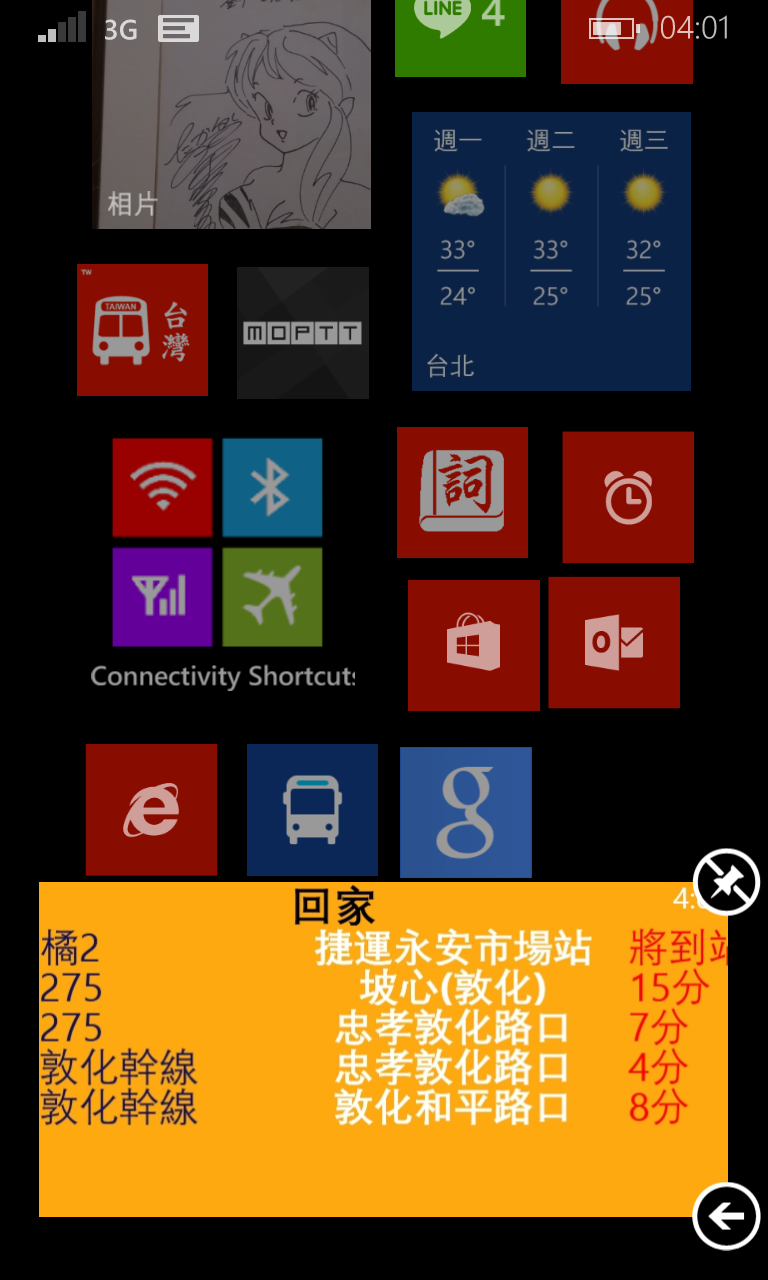 3G
04:01
LINE
4
相片
週一 週二 週三
33° 33° 32°
24° 25° 25°
台北
TW
TAIWAN
台灣
MOPTT
詞
Connectivity Shortcuts
回家
橘2 捷運永安市場站 將到站
275 坡心(敦化) 15分
275 忠孝敦化路口 7分
敦化幹線 忠孝敦化路口 4分
敦化幹線 敦化和平路口 8分